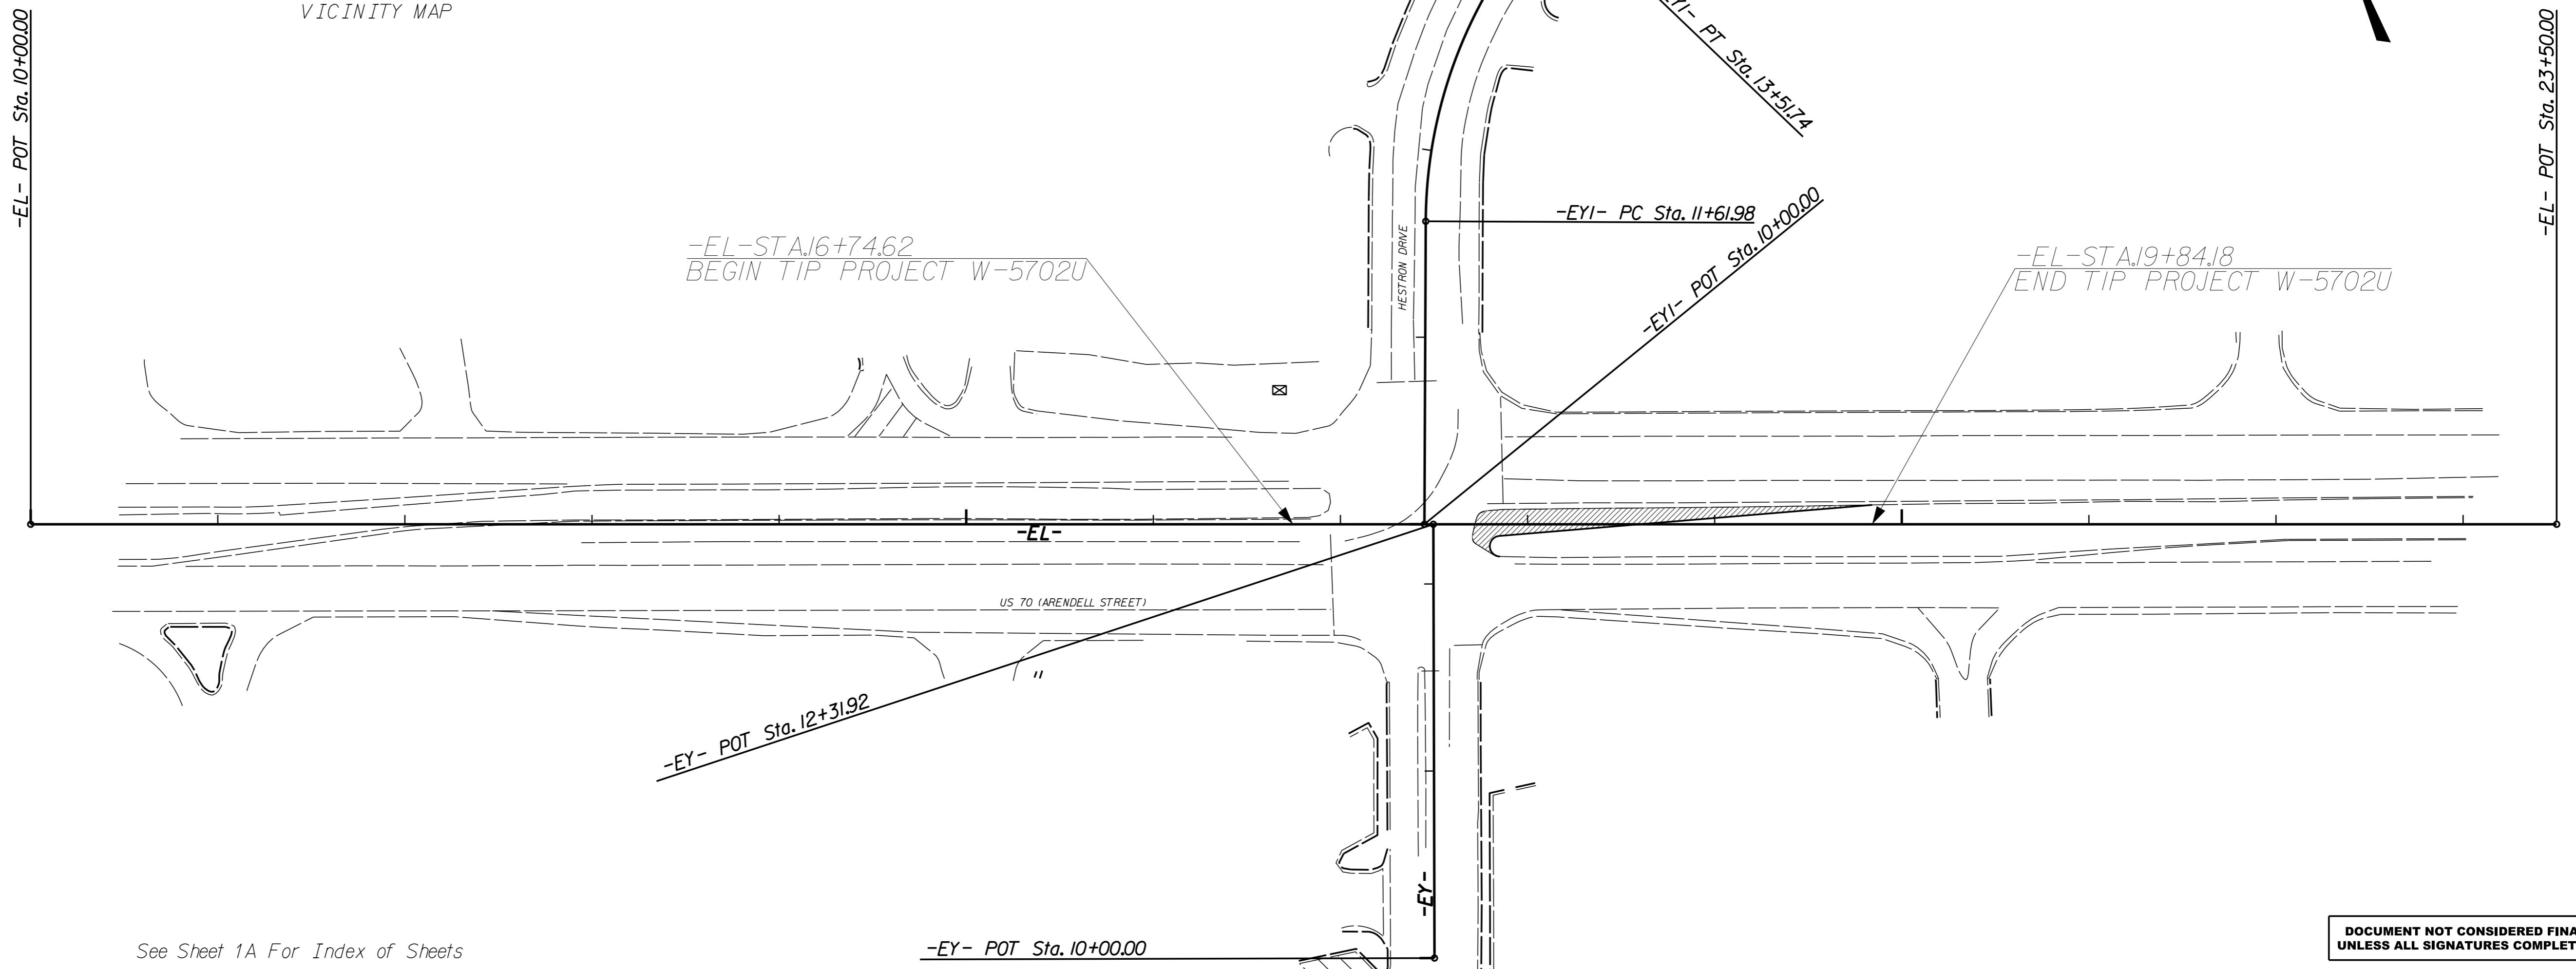 VICINITY MAP
-EL- POT Sta. 10+00.00
-EY1- PT Sta. 13+51.74
-EL- POT Sta. 23+50.00
-EY1- PC Sta. 11+61.98
-EY1- POT Sta. 10+00.00
HESTRON DRIVE
-EL-STA.16+74.62
BEGIN TIP PROJECT W-5702U
-EL-STA.19+84.18
END TIP PROJECT W-5702U
-EL-
US 70 (ARENDELL STREET)
"
-EY- POT Sta. 12+31.92
-EY-
-EY- POT Sta. 10+00.00
See Sheet 1A For Index of Sheets
DOCUMENT NOT CONSIDERED FINA
UNLESS ALL SIGNATURES COMPLET